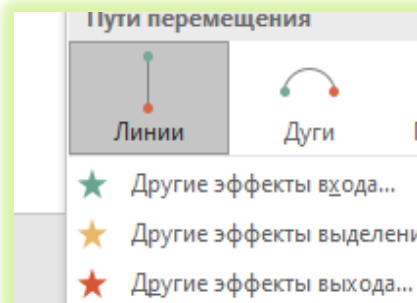 Пути перемещения
Линии Дуги
Другие эффекты входа...
Другие эффекты выделени
Другие эффекты выхода...